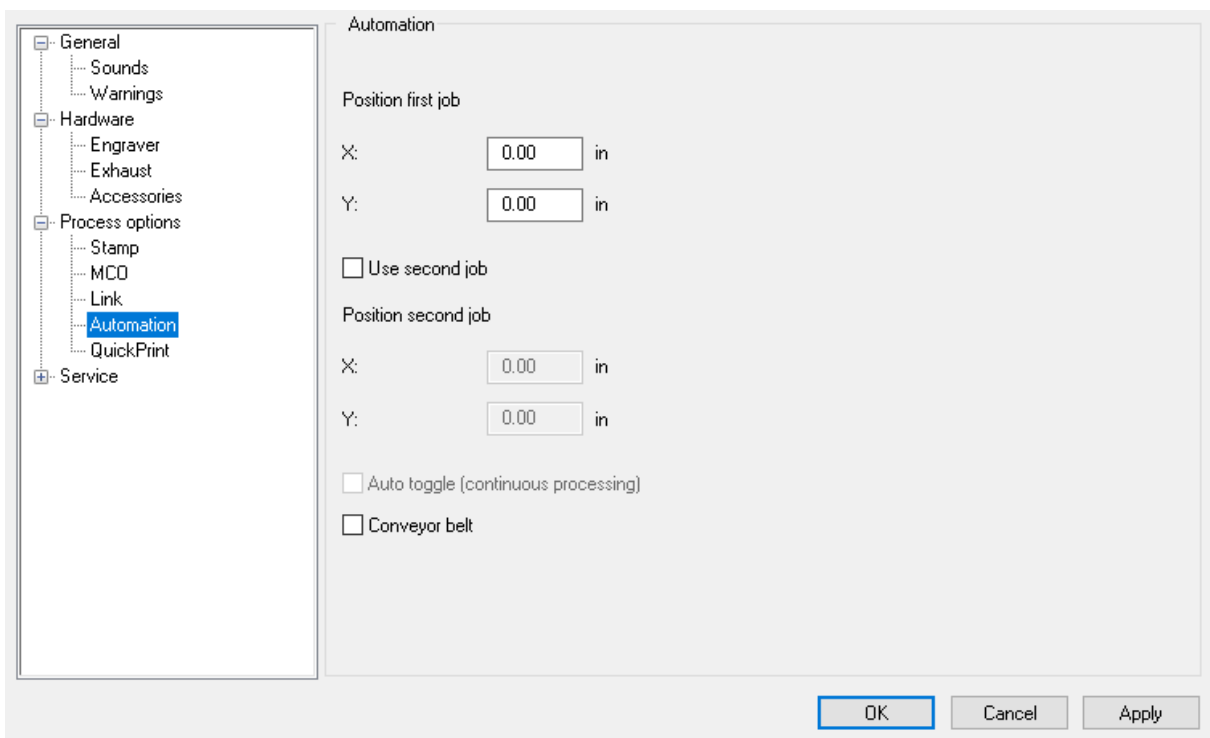 General
Sounds
Warnings
Hardware
Engraver
Exhaust
Accessories
Process options
Stamp
MCO
Link
Automation
QuickPrint
Service
Automation
Position first job
X: 0.00 in
Y: 0.00 in
Use second job
Position second job
X: 0.00 in
Y: 0.00 in
Auto toggle (continuous processing)
Conveyor belt
OK Cancel Apply